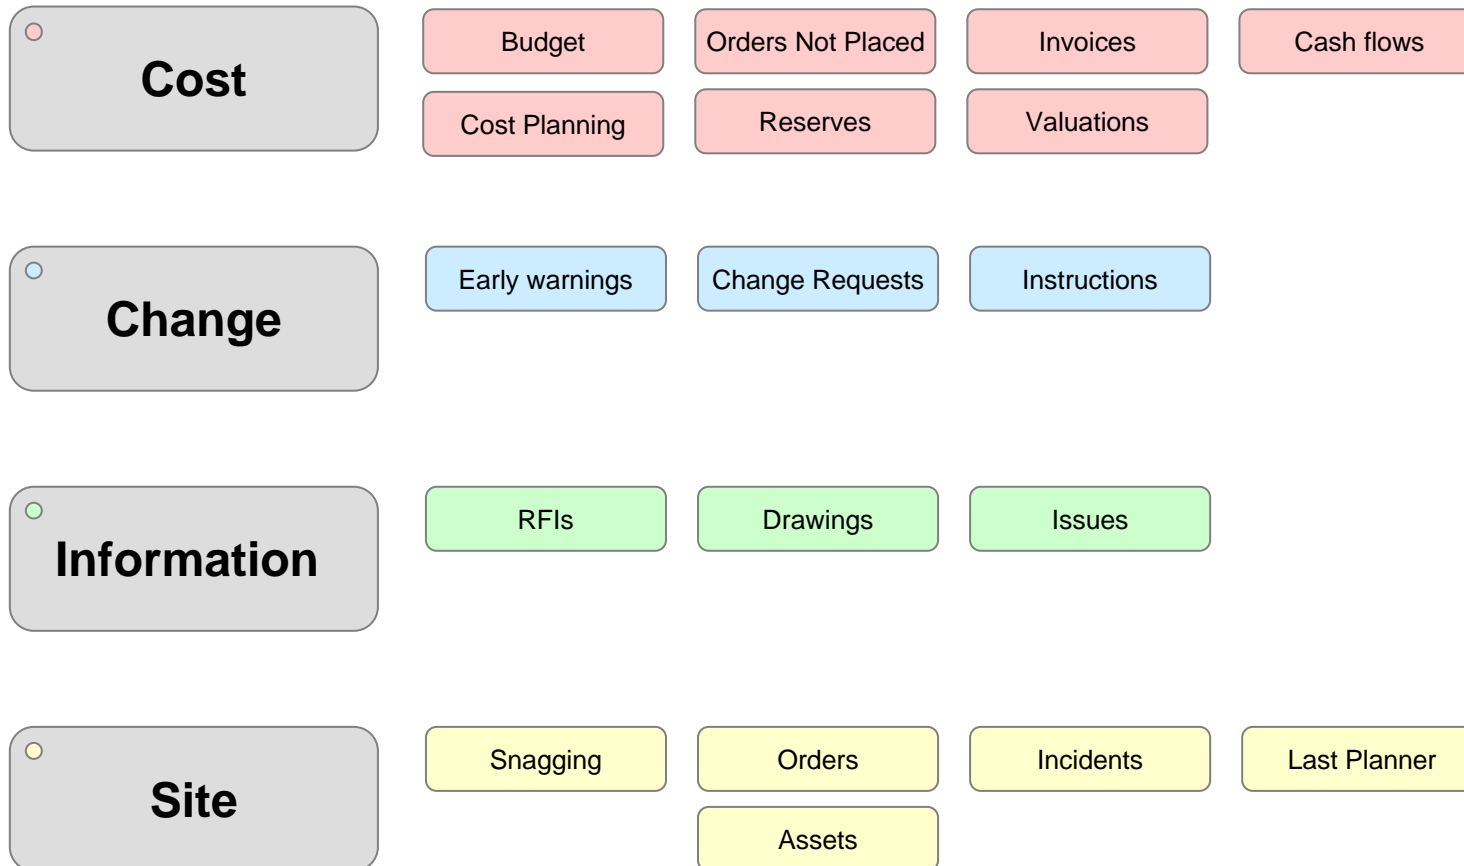 Cost
Budget
Orders Not Placed
Invoices
Cash flows
Cost Planning
Reserves
Valuations
Change
Early warnings
Change Requests
Instructions
Information
RFIs
Drawings
Issues
Site
Snagging
Orders
Incidents
Last Planner
Assets